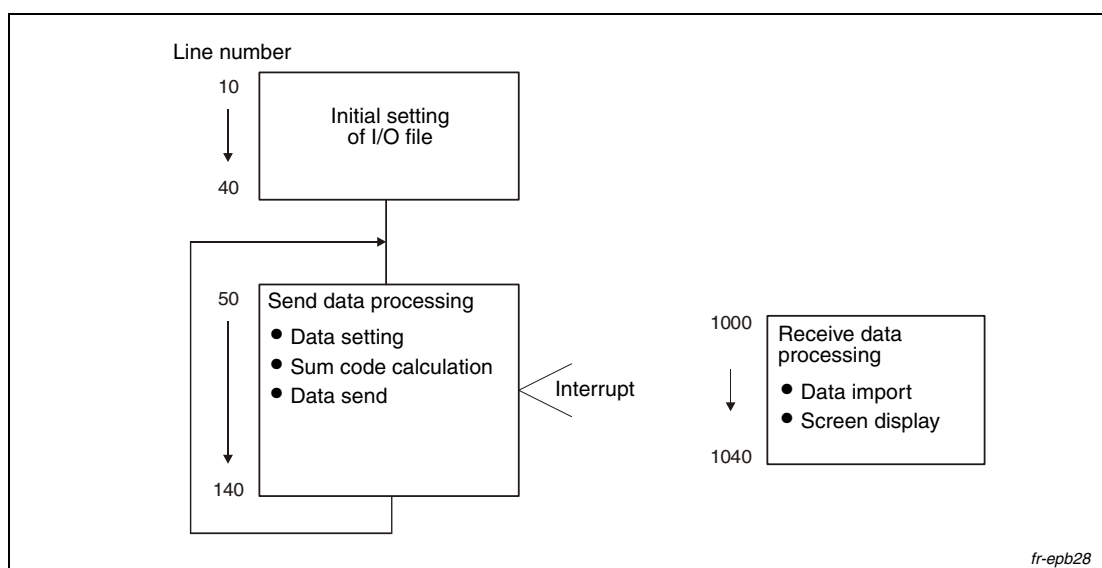 Line number
10
Initial setting
of I/O file
40
50
Send data processing
● Data setting
● Sum code calculation
● Data send
140
Interrupt
1000
Receive data
processing
● Data import
● Screen display
1040
fr-epb28